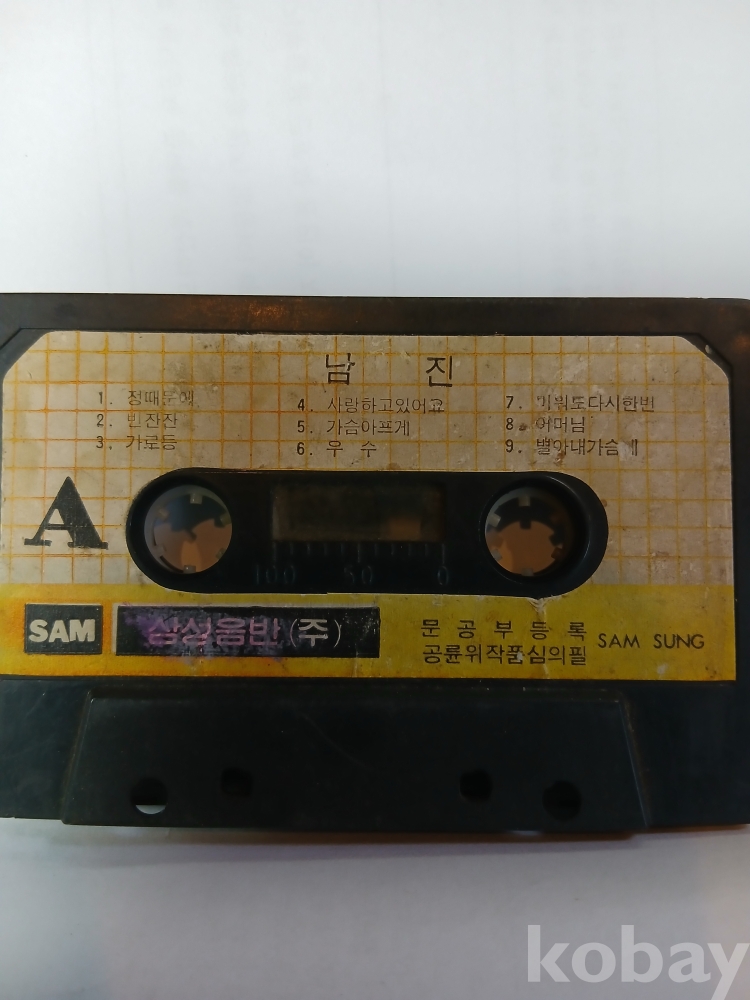 남 진
1. 정때문에
2. 빈잔잔
3. 가로등
4. 사랑하고있어요
5. 가슴아프게
6. 우 수
7. 미워도다시한번
8. 어머님
9. 별아내가슴에
A
100 50 0
SAM
삼성음반(주)
문 공 부 등 록
공륜위작품심의필
SAM SUNG
kobay